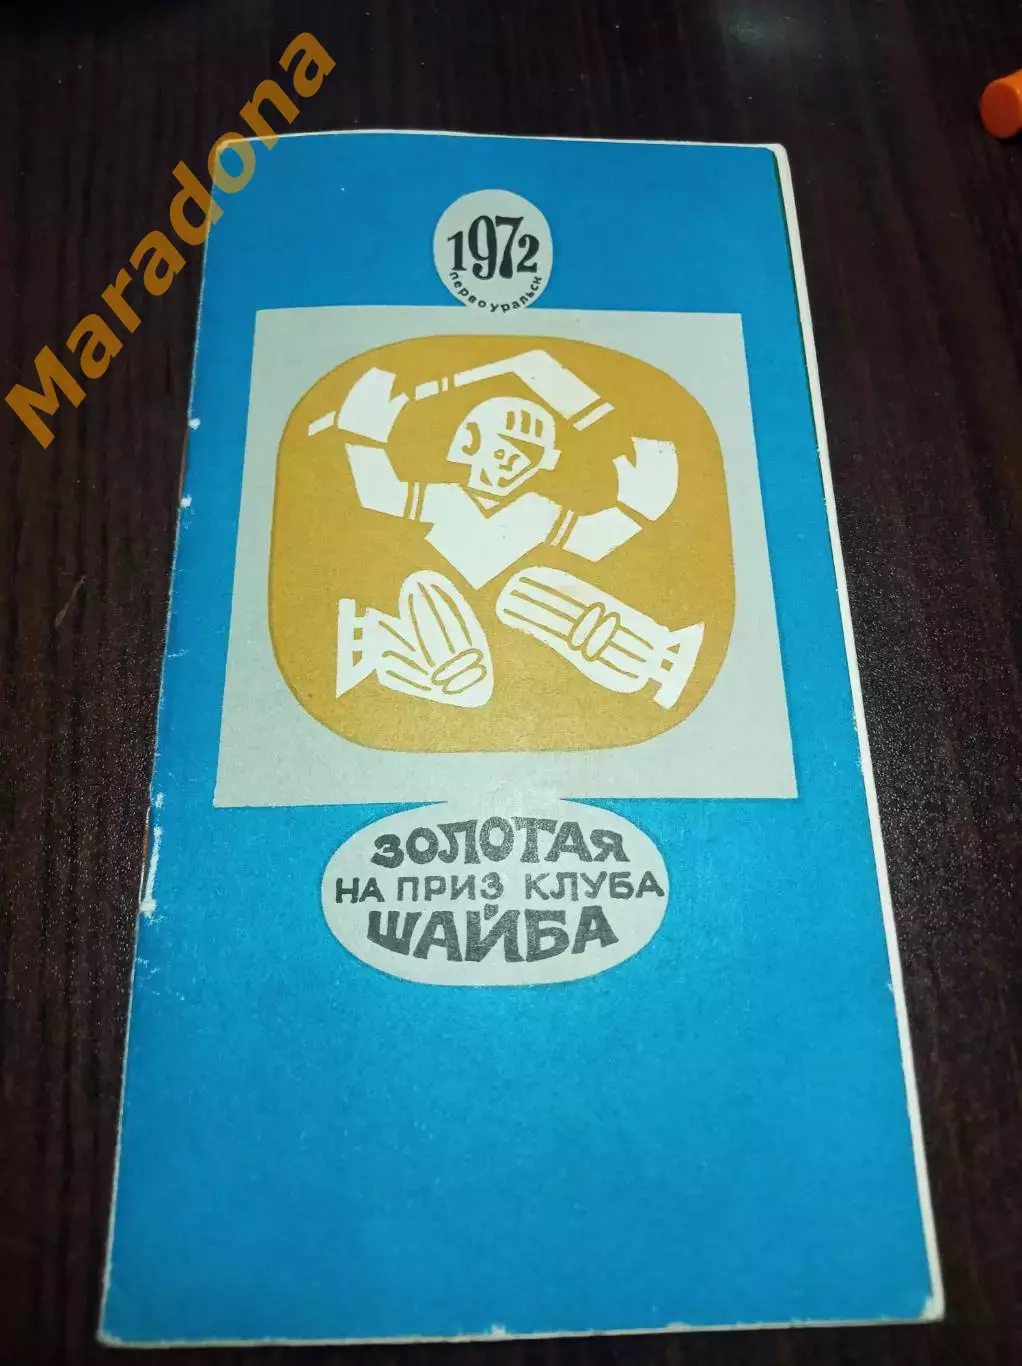 Maradona
1972
первоуральск
ЗОЛОТАЯ
НА ПРИЗ КЛУБА
ШАЙБА